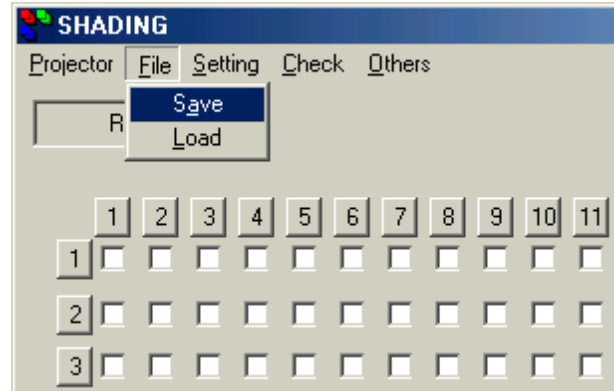 SHADING
Projector File Setting Check Others
Save
R
Load
1 2 3 4 5 6 7 8 9 10 11
1
2
3